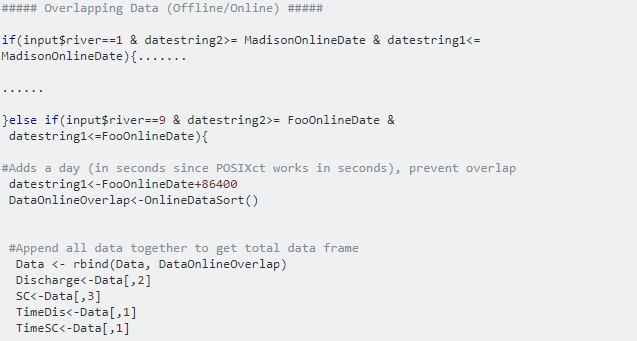 ##### Overlapping Data (Offline/Online) #####
if(input$river==1 & datestring2>= MadisonOnlineDate & datestring1<=
MadisonOnlineDate){.......
......
}else if(input$river==9 & datestring2>= FooOnlineDate &
datestring1<=FooOnlineDate){
#Adds a day (in seconds since POSIXct works in seconds), prevent overlap
datestring1<-FooOnlineDate+86400
DataOnlineOverlap<-OnlineDataSort()
#Append all data together to get total data frame
Data <- rbind(Data, DataOnlineOverlap)
Discharge<-Data[,2]
SC<-Data[,3]
TimeDis<-Data[,1]
TimeSC<-Data[,1]